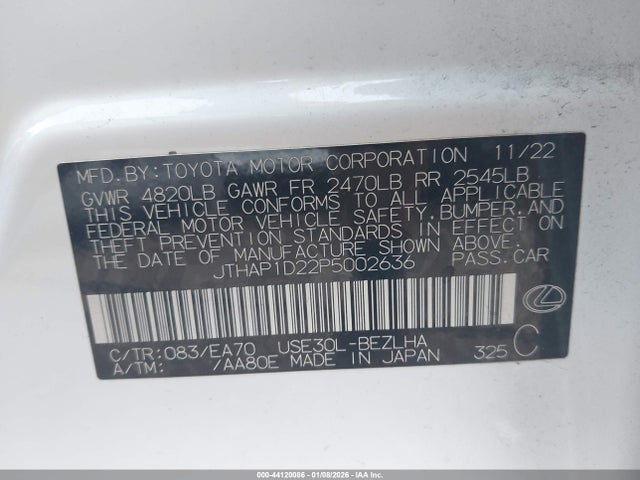 MFD.BY:TOYOTA MOTOR CORPORATION 11/22
GVWR 4820LB GAWR FR 2470LB RR 2545LB
THIS VEHICLE CONFORMS TO ALL APPLICABLE
FEDERAL MOTOR VEHICLE SAFETY,BUMPER,AND
THEFT PREVENTION STANDARDS IN EFFECT ON
THE DATE OF MANUFACTURE SHOWN ABOVE.
JTHAP1D22P5002636 PASS.CAR
C/TR:083/EA70 USE30L-BEZLHA
A/TM: /AA80E MADE IN JAPAN 325 C
000-44120086 - 01/08/2026 - IAAI.COM